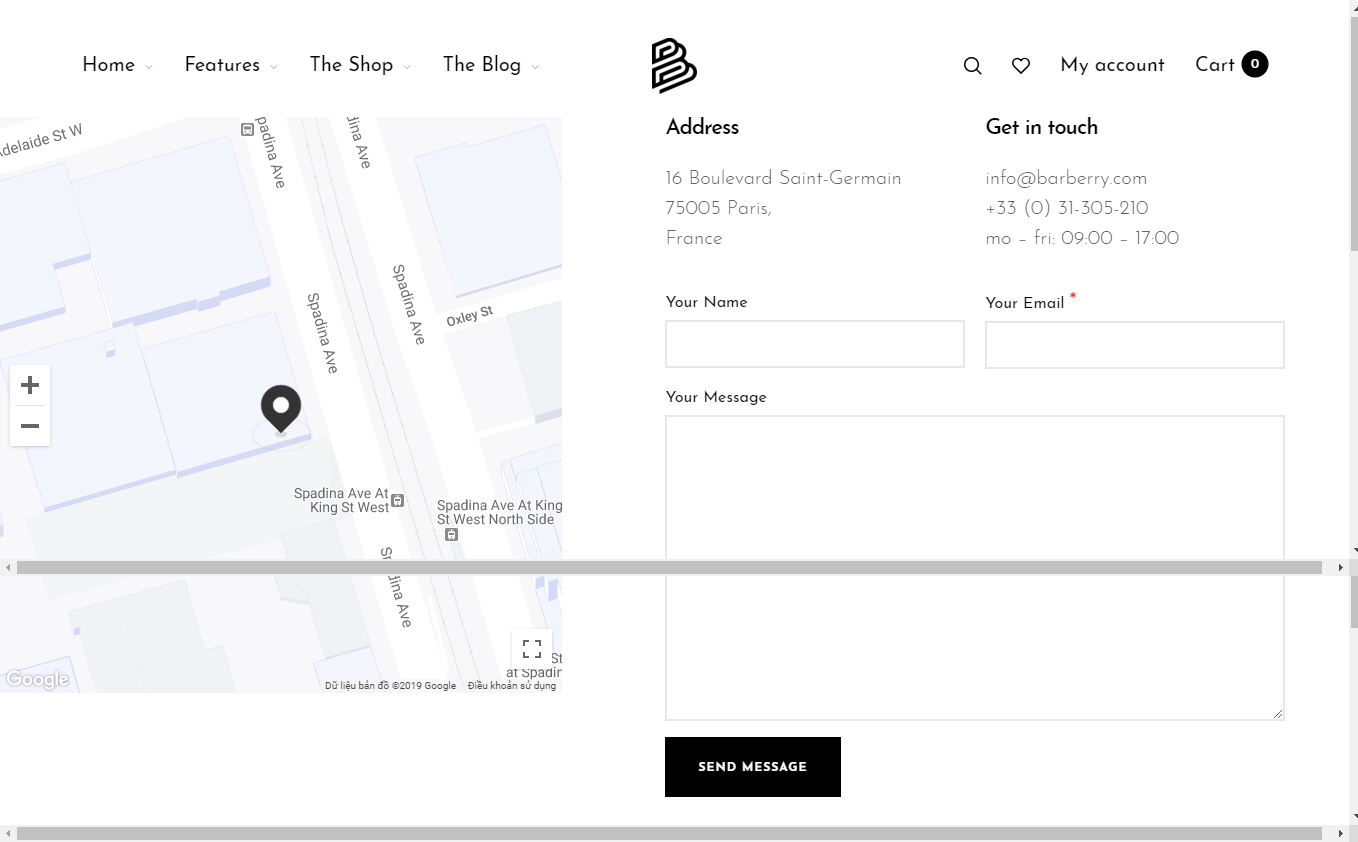 Home
Features
The Shop
The Blog
My account
Cart 0
Adelaide St W
Spadina Ave
Spadina Ave
Spadina Ave
Spadina Ave
Oxley St
Spadina Ave At
King St West
Spadina Ave At King
St West North Side
Spadina Ave
at Spadin
Google
Dữ liệu bản đồ ©2019 Google
Điều khoản sử dụng
Address
16 Boulevard Saint-Germain
75005 Paris,
France
Get in touch
info@barberry.com
+33 (0) 31-305-210
mo – fri: 09:00 – 17:00
Your Name
Your Email *
Your Message
SEND MESSAGE